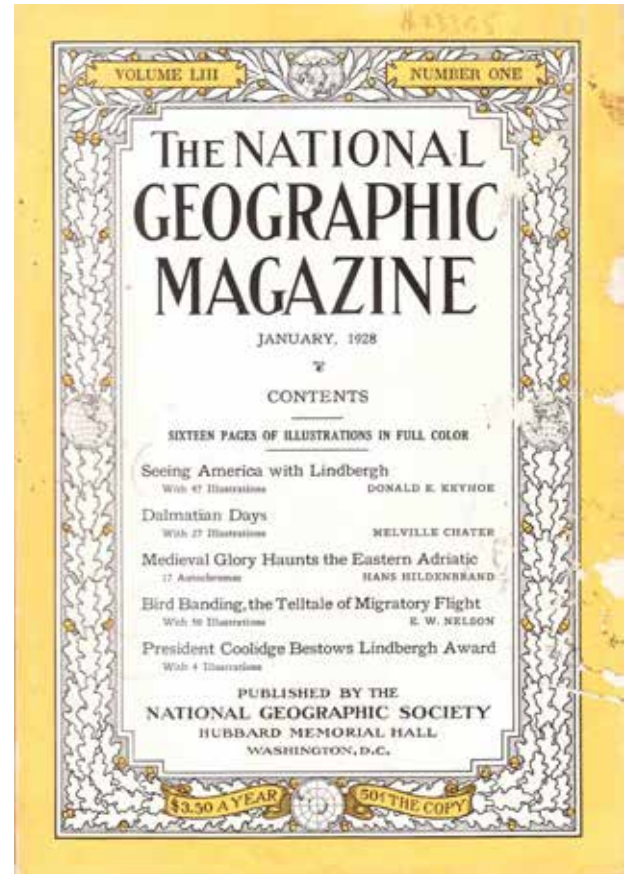 VOLUME LIII
NUMBER ONE
THE NATIONAL
GEOGRAPHIC
MAGAZINE
JANUARY, 1928
CONTENTS
SIXTEEN PAGES OF ILLUSTRATIONS IN FULL COLOR
Seeing America with Lindbergh
With 47 Illustrations DONALD E. KEYHOE
Dalmatian Days
With 27 Illustrations MELVILLE CHATER
Medieval Glory Haunts the Eastern Adriatic
17 Autochromes HANS HILDENBRAND
Bird Banding, the Telltale of Migratory Flight
With 50 Illustrations E. W. NELSON
President Coolidge Bestows Lindbergh Award
With 4 Illustrations
PUBLISHED BY THE
NATIONAL GEOGRAPHIC SOCIETY
HUBBARD MEMORIAL HALL
WASHINGTON, D.C.
$3.50 A YEAR
50¢ THE COPY